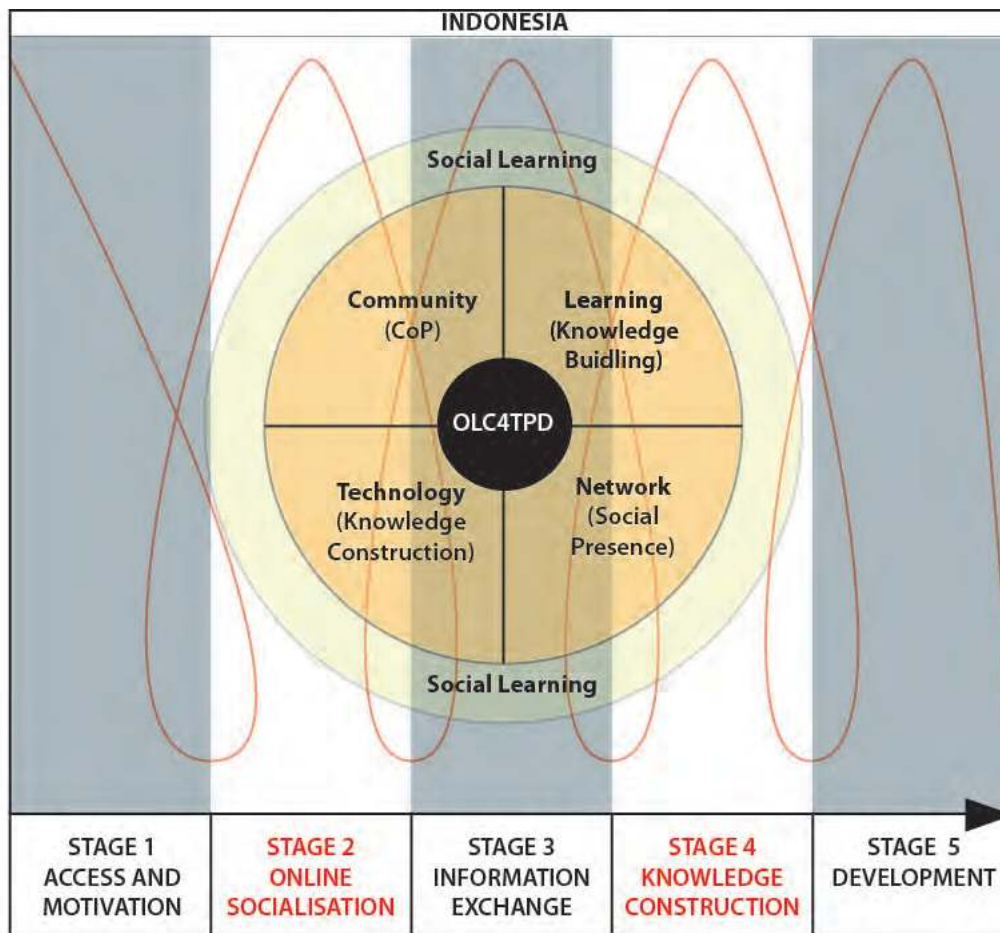 INDONESIA
Social Learning
Community
(CoP)
Learning
(Knowledge
Buidling)
OLC4TPD
Technology
(Knowledge
Construction)
Network
(Social
Presence)
Social Learning
STAGE 1
ACCESS AND
MOTIVATION
STAGE 2
ONLINE
SOCIALISATION
STAGE 3
INFORMATION
EXCHANGE
STAGE 4
KNOWLEDGE
CONSTRUCTION
STAGE 5
DEVELOPMENT